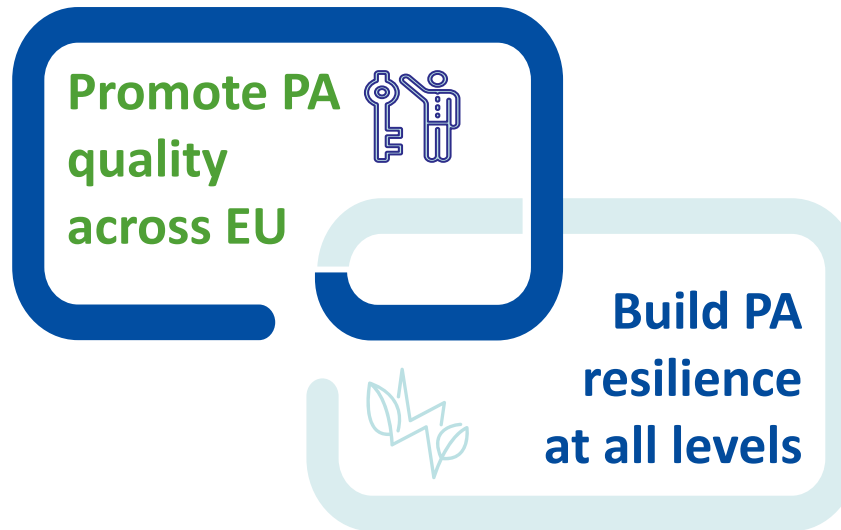 Promote PA
quality
across EU
Build PA
resilience
at all levels